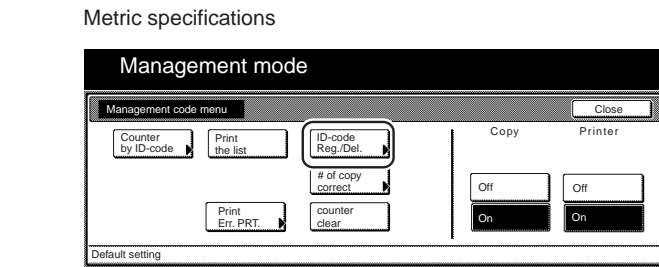 Metric specifications
Management mode
Management code menu
Close
Counter
by ID-code
Print
the list
ID-code
Reg./Del.
Copy
Printer
# of copy
correct
Off
Off
Print
Err. PRT.
counter
clear
On
On
Default setting